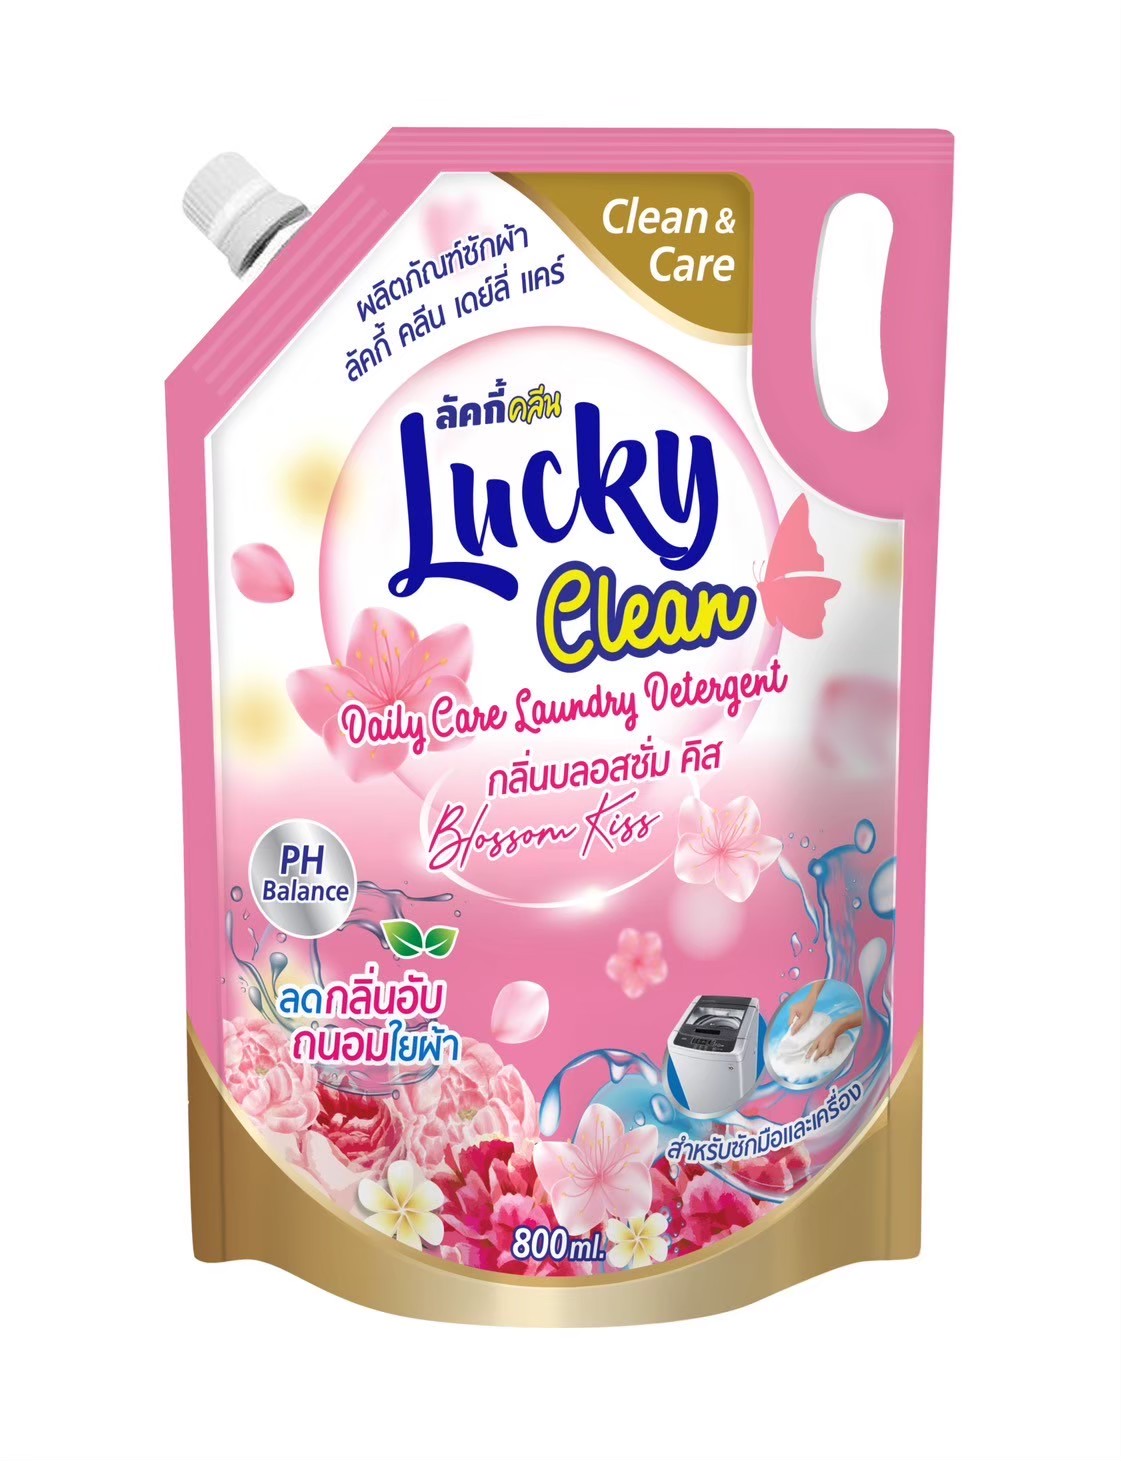 Clean &
Care
ผลิตภัณฑ์ซักผ้า
ลัคกี้ คลีน เดย์ลี่ แคร์
ลัคกี้คลีน
Lucky
Clean
Daily Care Laundry Detergent
กลิ่นบลอสซั่ม คิส
Blossom Kiss
PH
Balance
ลดกลิ่นอับ
ถนอมใยผ้า
สำหรับซักมือและเครื่อง
800 ml.